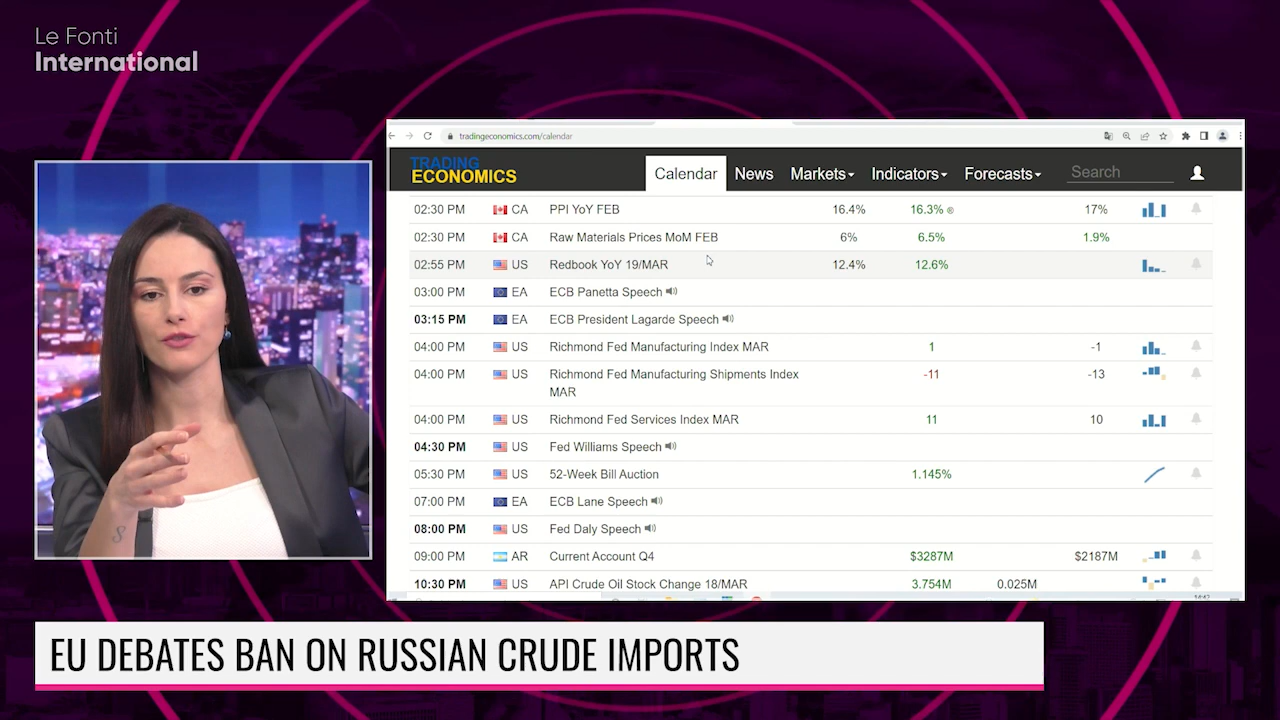 Le Fonti
International
tradingeconomics.com/calendar
TRADING
ECONOMICS
Calendar News Markets Indicators Forecasts Search
02:30 PM CA PPI YoY FEB 16.4% 16.3% ® 17%
02:30 PM CA Raw Materials Prices MoM FEB 6% 6.5% 1.9%
02:55 PM US Redbook YoY 19/MAR 12.4% 12.6%
03:00 PM EA ECB Panetta Speech
03:15 PM EA ECB President Lagarde Speech
04:00 PM US Richmond Fed Manufacturing Index MAR 1 -1
04:00 PM US Richmond Fed Manufacturing Shipments Index -11 -13
MAR
04:00 PM US Richmond Fed Services Index MAR 11 10
04:30 PM US Fed Williams Speech
05:30 PM US 52-Week Bill Auction 1.145%
07:00 PM EA ECB Lane Speech
08:00 PM US Fed Daly Speech
09:00 PM AR Current Account Q4 $3287M $2187M
10:30 PM US API Crude Oil Stock Change 18/MAR 3.754M 0.025M
EU DEBATES BAN ON RUSSIAN CRUDE IMPORTS